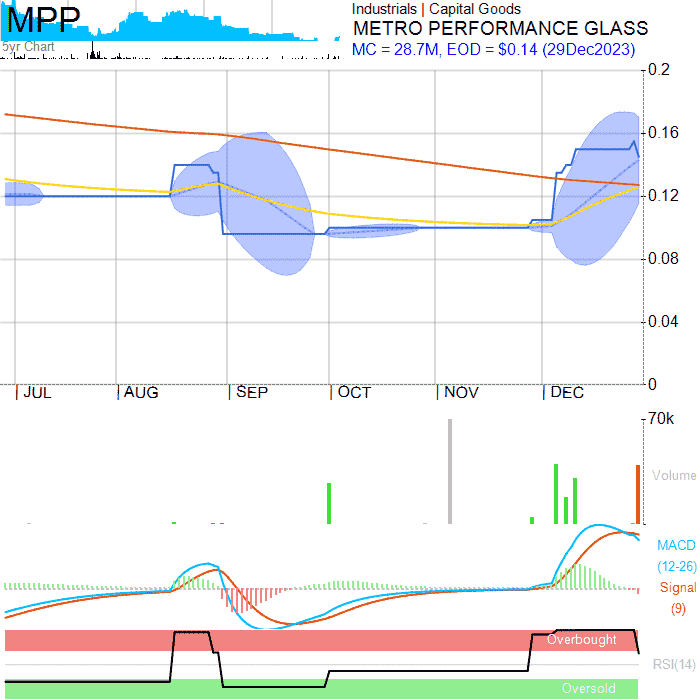 MPP
5yr Chart
Industrials | Capital Goods
METRO PERFORMANCE GLASS
MC = 28.7M, EOD = $0.14 (29Dec2023)
0.2
0.16
0.12
0.08
0.04
0
JUL AUG SEP OCT NOV DEC
70k
Volume
MACD
(12-26)
Signal
(9)
Overbought
RSI(14)
Oversold